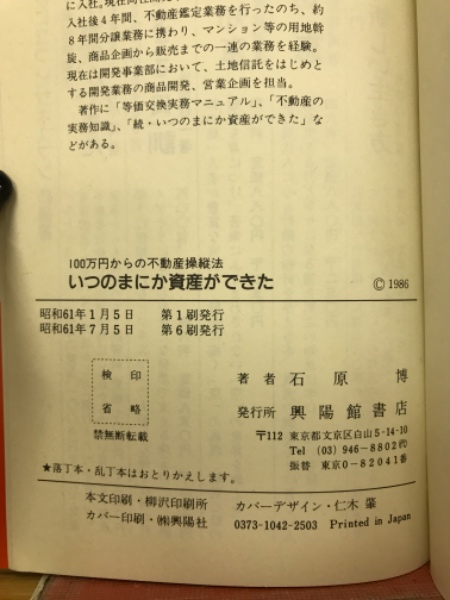 に入社。現在同社開発
入社後4年間、不動産鑑定業務を行ったのち、約
8年間分譲業務に携わり、マンション等の用地斡
旋、商品企画から販売までの一連の業務を経験。
現在は開発事業部において、土地信託をはじめと
する開発業務の商品開発、営業企画を担当。
著作に「等価交換実務マニュアル」、「不動産の
実務知識」、「続・いつのまにか資産ができた」な
どがある。
100万円からの不動産操縦法
いつのまにか資産ができた
© 1986
昭和61年1月5日 第1刷発行
昭和61年7月5日 第6刷発行
検印
省略
禁無断転載
著者 石原 博
発行所 興陽館書店
〒112 東京都文京区白山5-14-10
Tel (03) 946-8802㈹
振替 東京0-82041番
★落丁本・乱丁本はおとりかえします。
本文印刷・柳沢印刷所
カバー印刷・㈱興陽社
カバーデザイン・仁木 肇
0373-1042-2503 Printed in Japan